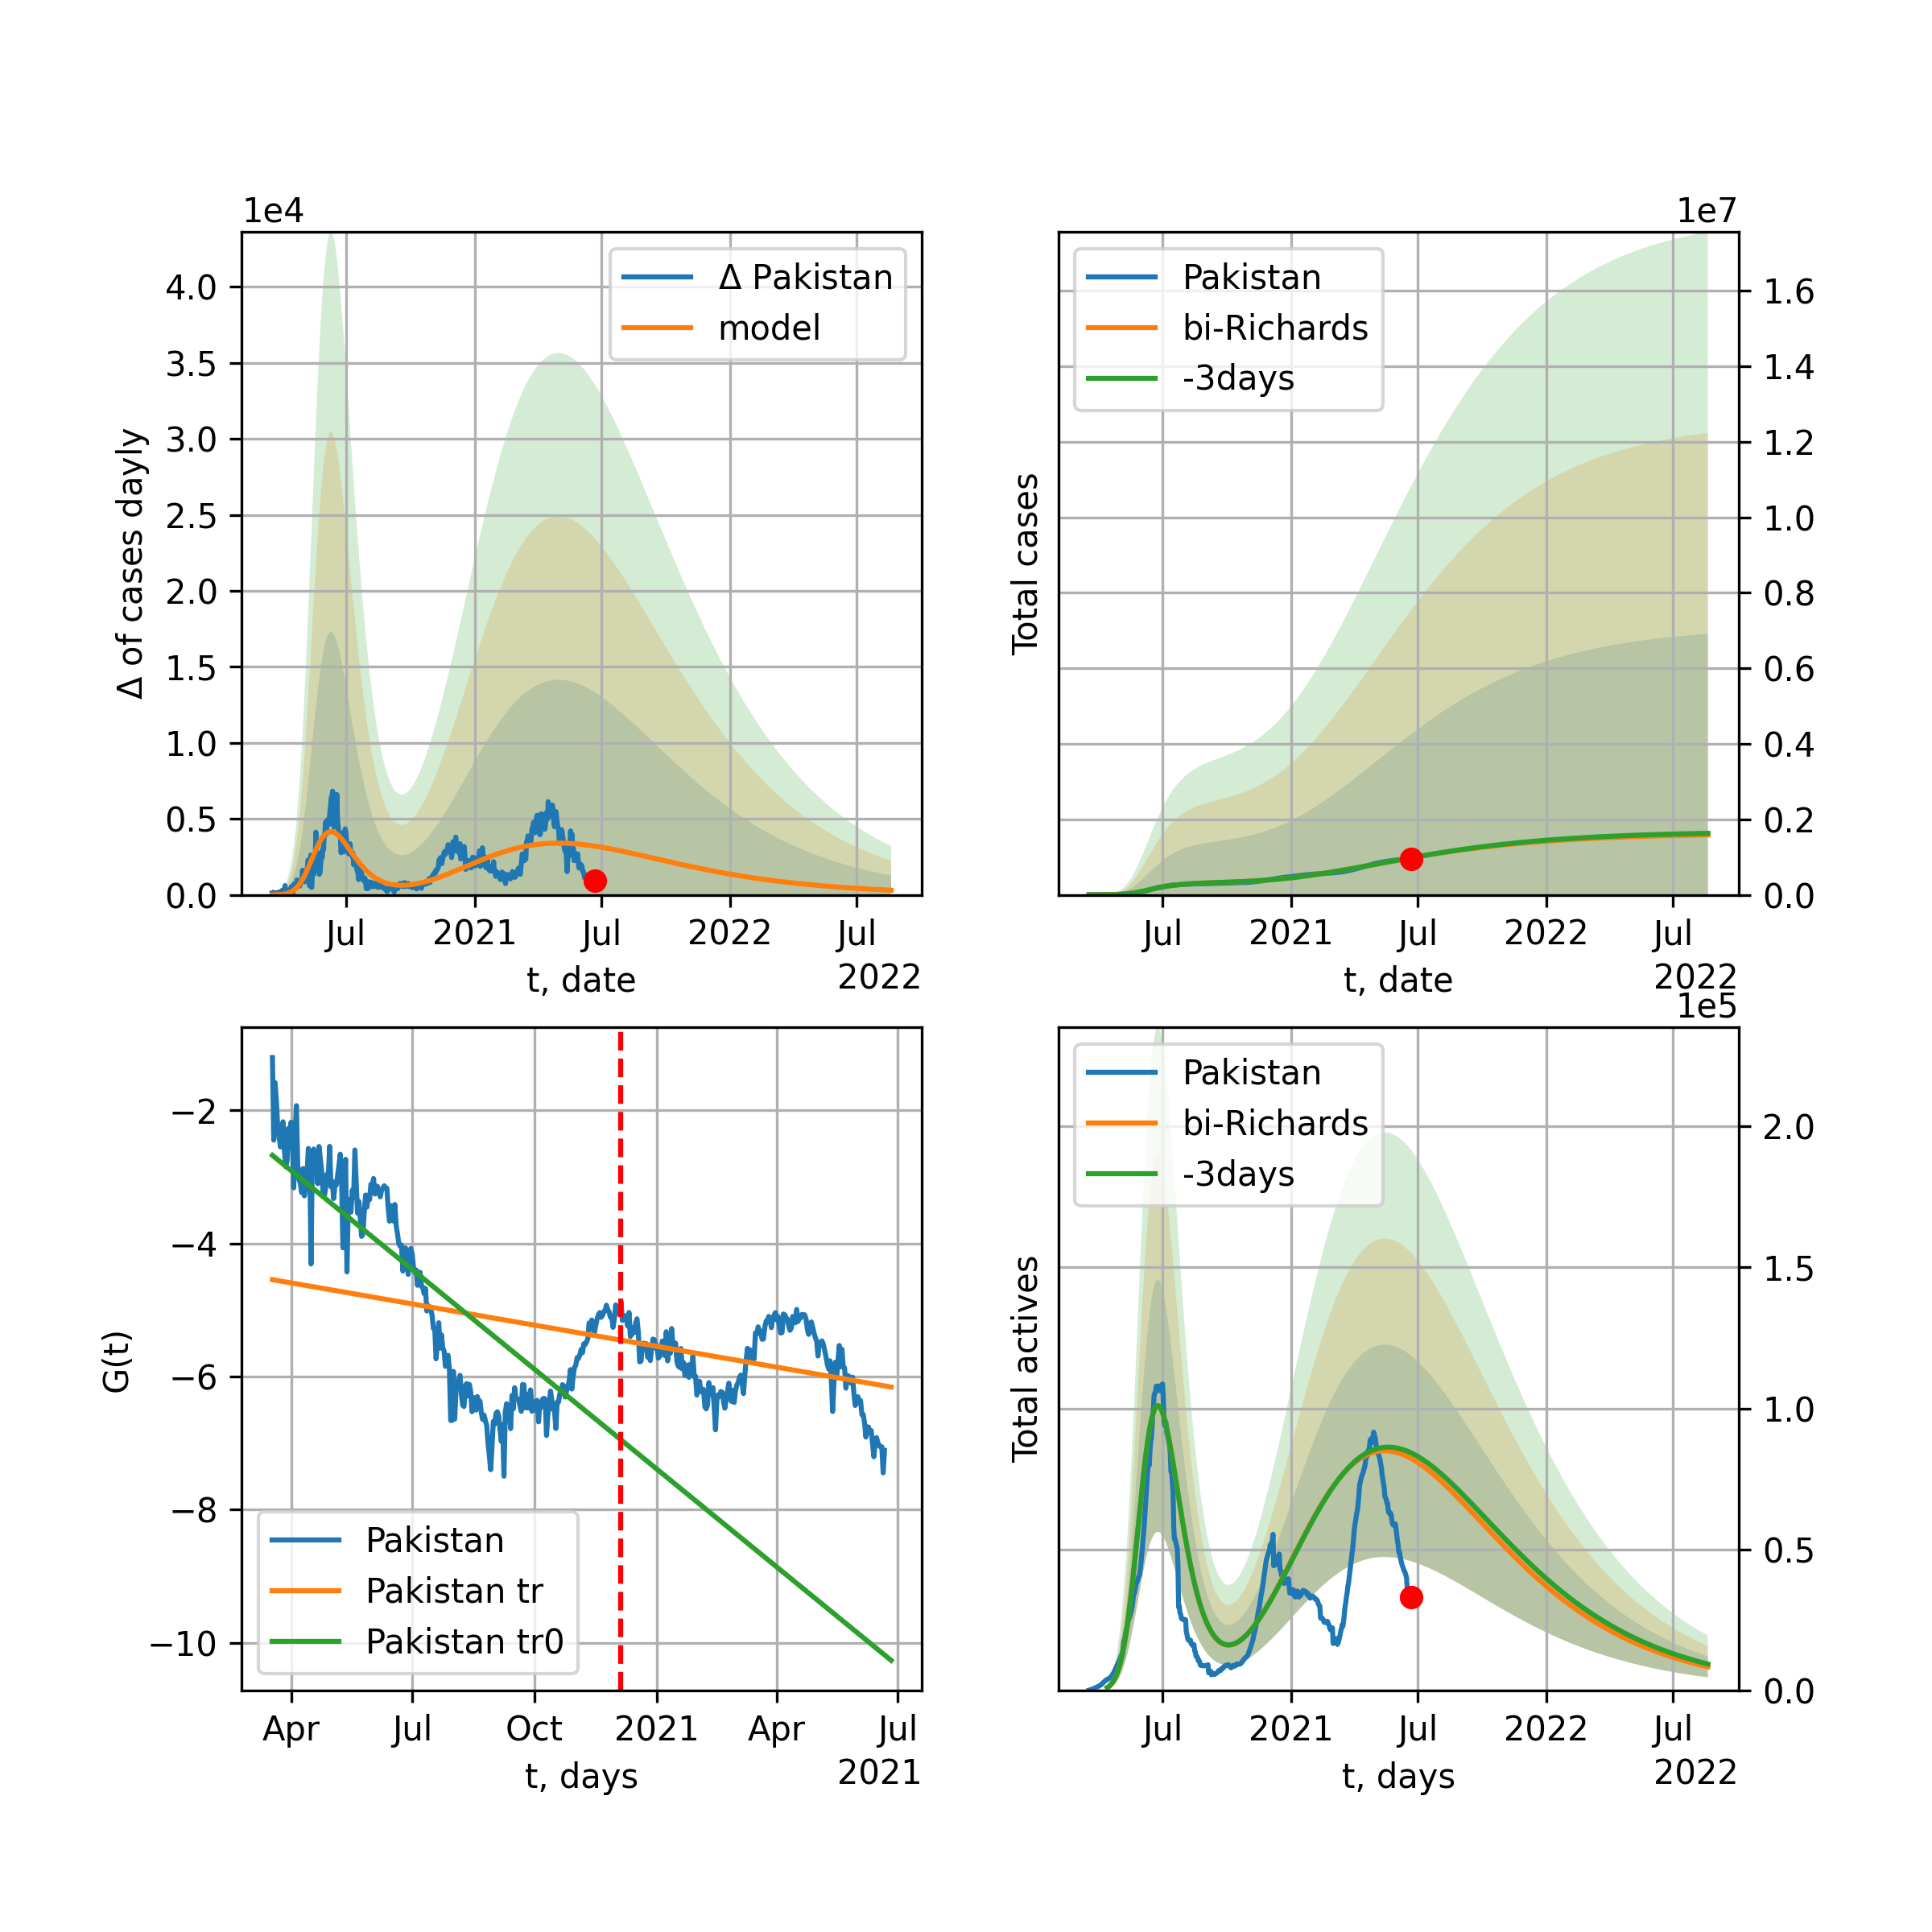 1e4
4.0
3.5
3.0
2.5
2.0
1.5
1.0
0.5
0.0
Δ of cases dayly
Δ Pakistan
model
Jul
2021
Jul
2022
Jul
2022
t, date
1e7
Pakistan
bi-Richards
-3days
Total cases
1.6
1.4
1.2
1.0
0.8
0.6
0.4
0.2
0.0
Jul
2021
Jul
2022
Jul
2022
t, date
−2
−4
−6
−8
−10
G(t)
Pakistan
Pakistan tr
Pakistan tr0
Apr
Jul
Oct
2021
Apr
Jul
2021
t, days
1e5
Pakistan
bi-Richards
-3days
Total actives
2.0
1.5
1.0
0.5
0.0
Jul
2021
Jul
2022
Jul
2022
t, days